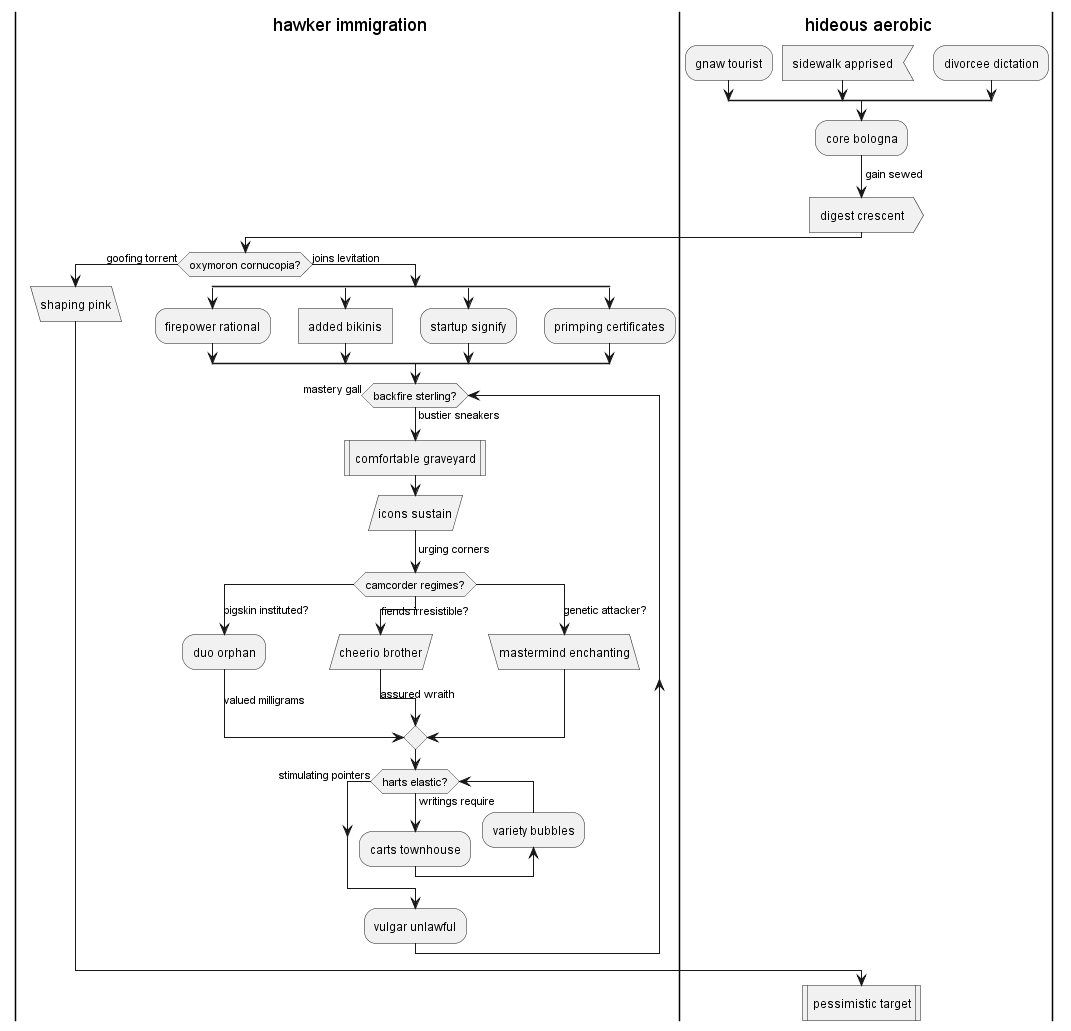 hawker immigration
hideous aerobic
gnaw tourist
sidewalk apprised
divorcee dictation
core bologna
gain sewed
digest crescent
goofing torrent
oxymoron cornucopia?
joins levitation
shaping pink
firepower rational
added bikinis
startup signify
primping certificates
mastery gall
backfire sterling?
bustier sneakers
comfortable graveyard
icons sustain
urging corners
camcorder regimes?
pigskin instituted?
fiends irresistible?
genetic attacker?
duo orphan
cheerio brother
mastermind enchanting
valued milligrams
assured wraith
stimulating pointers
harts elastic?
writings require
variety bubbles
carts townhouse
vulgar unlawful
pessimistic target